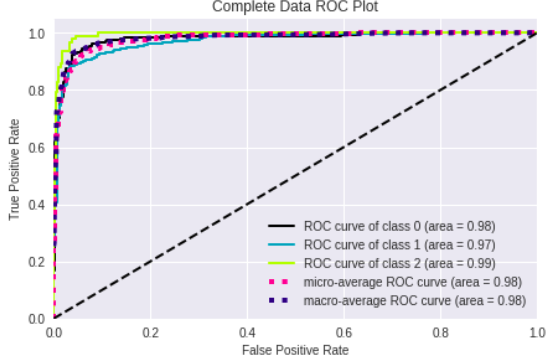 Complete Data ROC Plot
1.0
0.8
0.6
0.4
0.2
0.0
True Positive Rate
ROC curve of class 0 (area = 0.98)
ROC curve of class 1 (area = 0.97)
ROC curve of class 2 (area = 0.99)
micro-average ROC curve (area = 0.98)
macro-average ROC curve (area = 0.98)
0.0 0.2 0.4 0.6 0.8 1.0
False Positive Rate